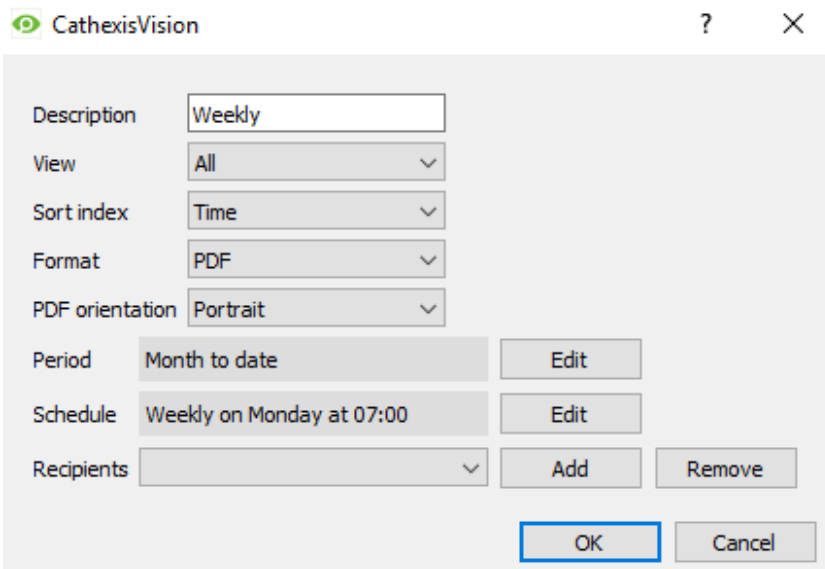 CathexisVision ? ×
Description Weekly
View All
Sort index Time
Format PDF
PDF orientation Portrait
Period Month to date Edit
Schedule Weekly on Monday at 07:00 Edit
Recipients Add Remove
OK Cancel